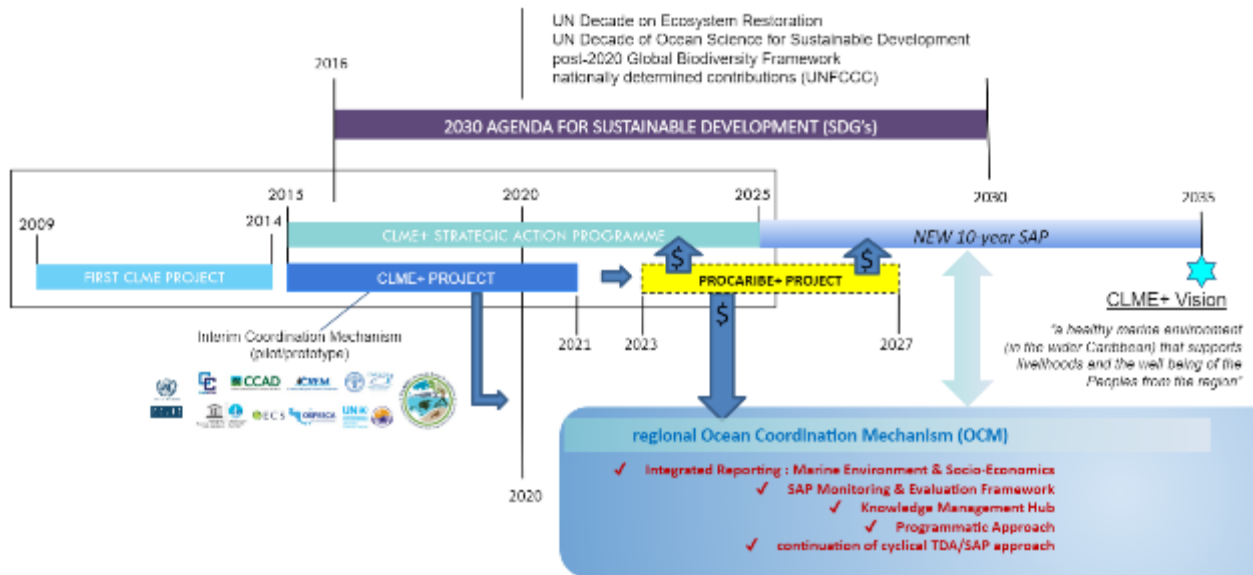 UN Decade on Ecosystem Restoration
UN Decade of Ocean Science for Sustainable Development
post-2020 Global Biodiversity Framework
nationally determined contributions (UNFCCC)
2016
2030 AGENDA FOR SUSTAINABLE DEVELOPMENT (SDG's)
2009
2014
2015
2020
2025
2030
2035
CLME+ STRATEGIC ACTION PROGRAMME
NEW 10-year SAP
FIRST CLME PROJECT
CLME+ PROJECT
$
$
PROCARIBE+ PROJECT
$
CLME+ Vision
"a healthy marine environment
(in the wider Caribbean) that supports
livelihoods and the well being of the
Peoples from the region"
Interim Coordination Mechanism
(pilot/prototype)
2021
2023
2027
CCAD
CRFM
OECS
OSPESCA
2020
regional Ocean Coordination Mechanism (OCM)
✓ Integrated Reporting : Marine Environment & Socio-Economics
✓ SAP Monitoring & Evaluation Framework
✓ Knowledge Management Hub
✓ Programmatic Approach
✓ continuation of cyclical TDA/SAP approach